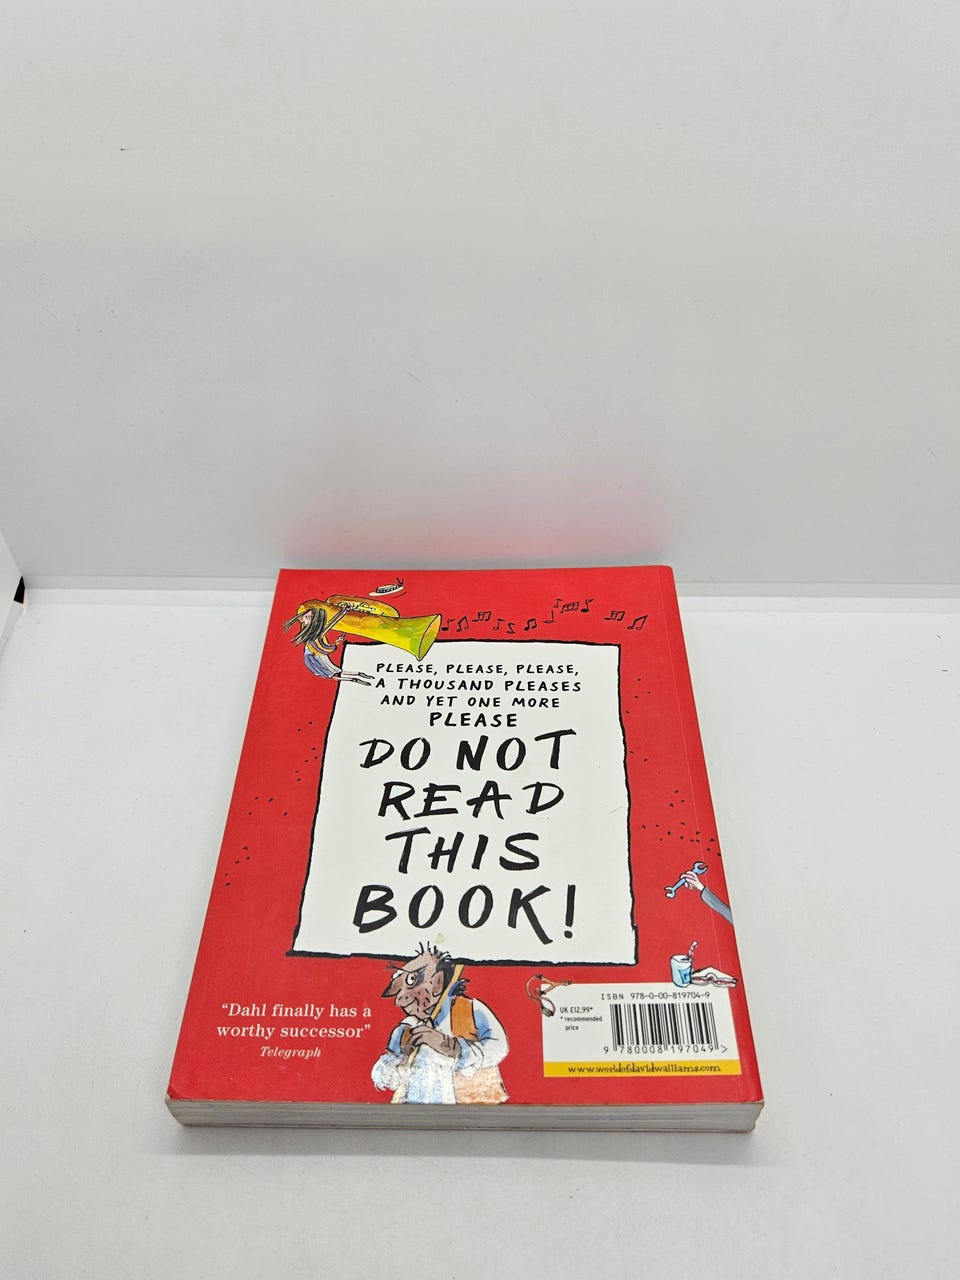 PLEASE, PLEASE, PLEASE,
A THOUSAND PLEASES
AND YET ONE MORE
PLEASE
DO NOT
READ
THIS
BOOK!
"Dahl finally has a
worthy successor"
Telegraph
ISBN 978-0-00-819704-9
UK £12.99*
* recommended
price
9 780008 197049 >
www.worldofdavidwalliams.com